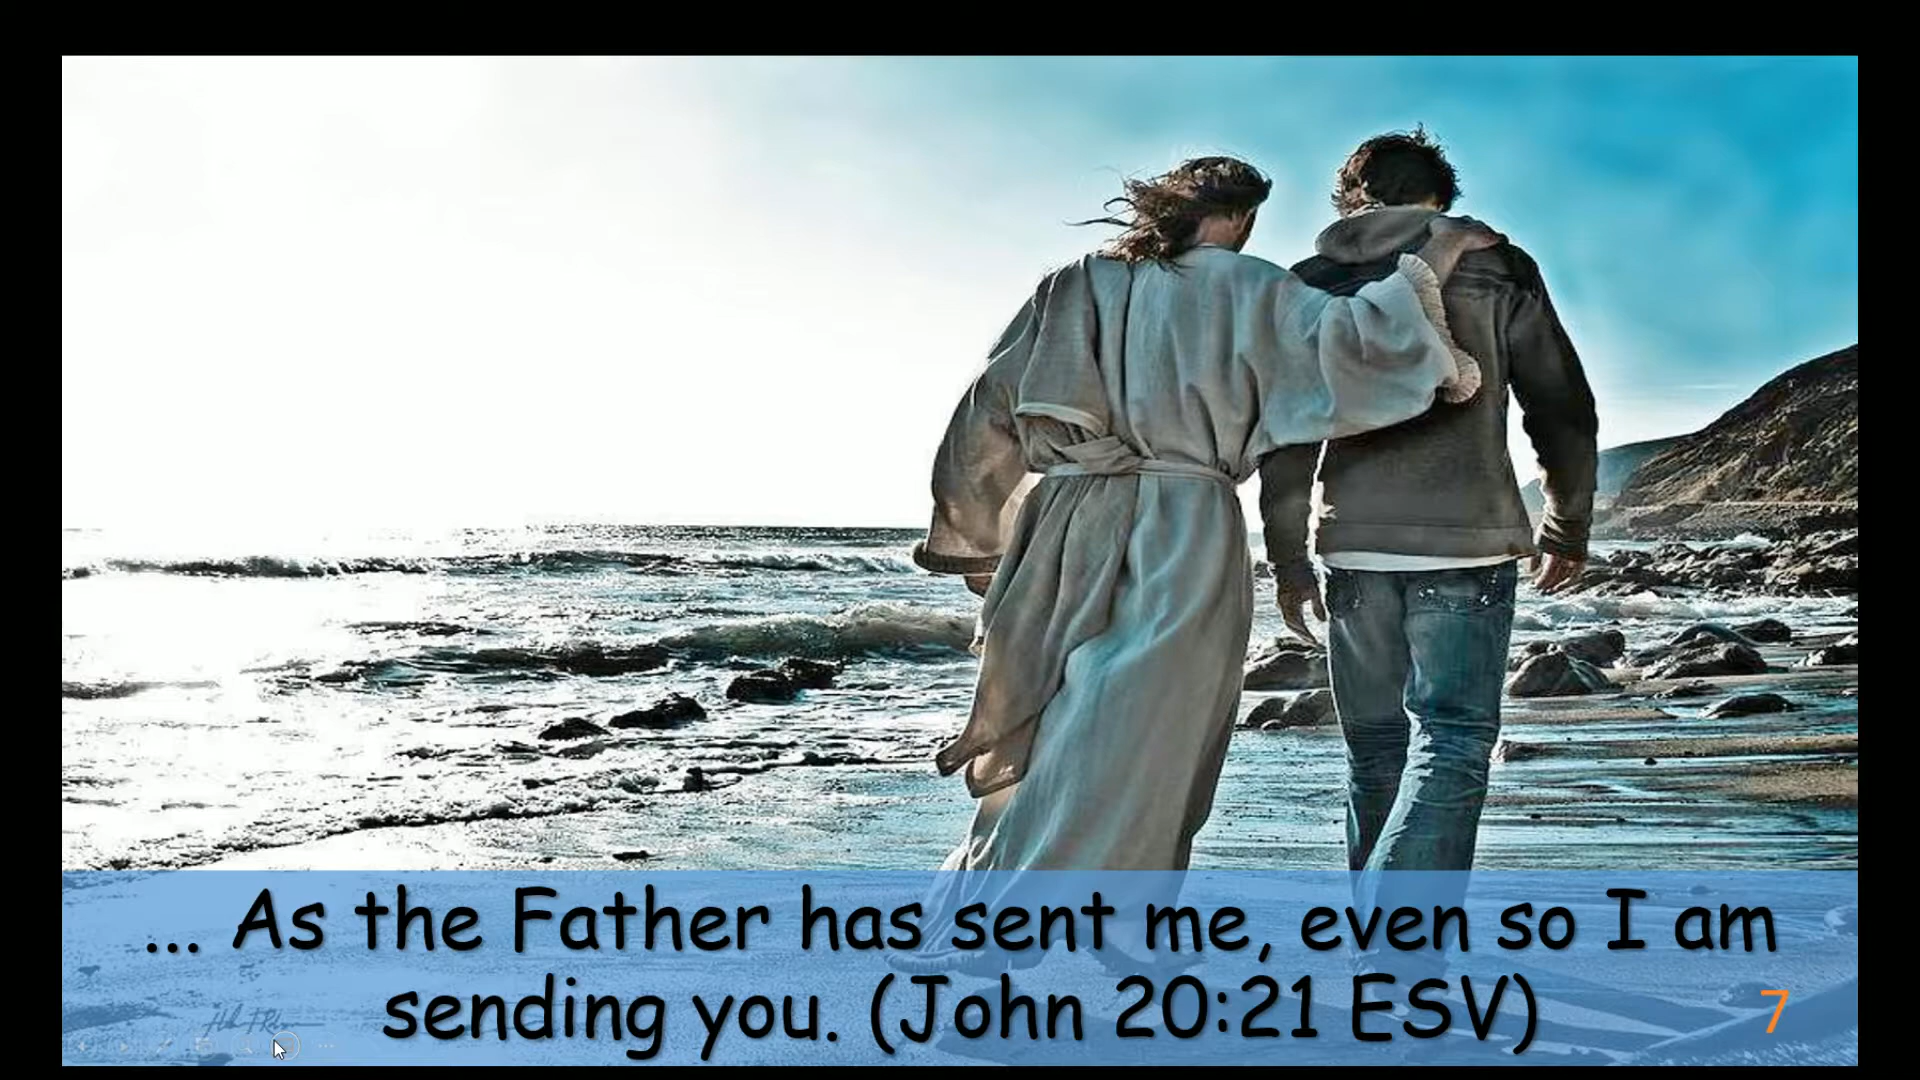 ... As the Father has sent me, even so I am
sending you. (John 20:21 ESV)
7